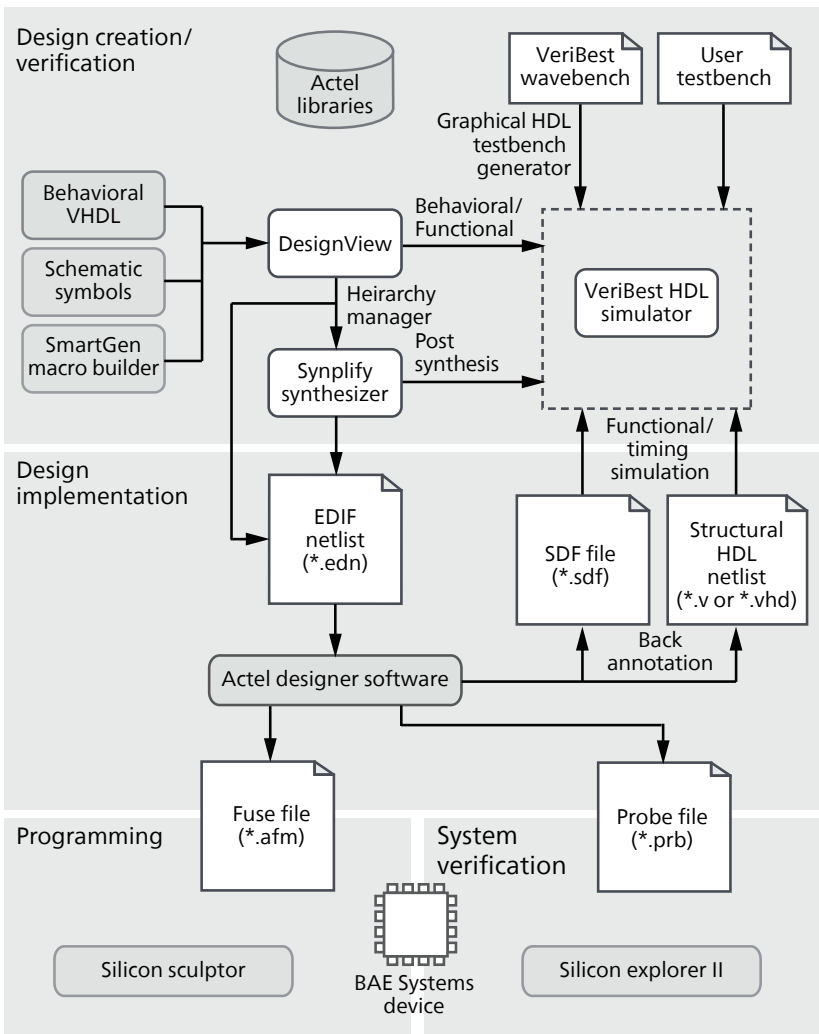 Design creation/
verification
Actel
libraries
VeriBest
wavebench
User
testbench
Graphical HDL
testbench
generator
Behavioral
VHDL
Schematic
symbols
SmartGen
macro builder
DesignView
Behavioral/
Functional
Heirarchy
manager
VeriBest HDL
simulator
Synplify
synthesizer
Post
synthesis
Functional/
timing
simulation
Design
implementation
EDIF
netlist
(*.edn)
SDF file
(*.sdf)
Structural
HDL
netlist
(*.v or *.vhd)
Back
annotation
Actel designer software
Fuse file
(*.afm)
Probe file
(*.prb)
Programming
System
verification
Silicon sculptor
BAE Systems
device
Silicon explorer II